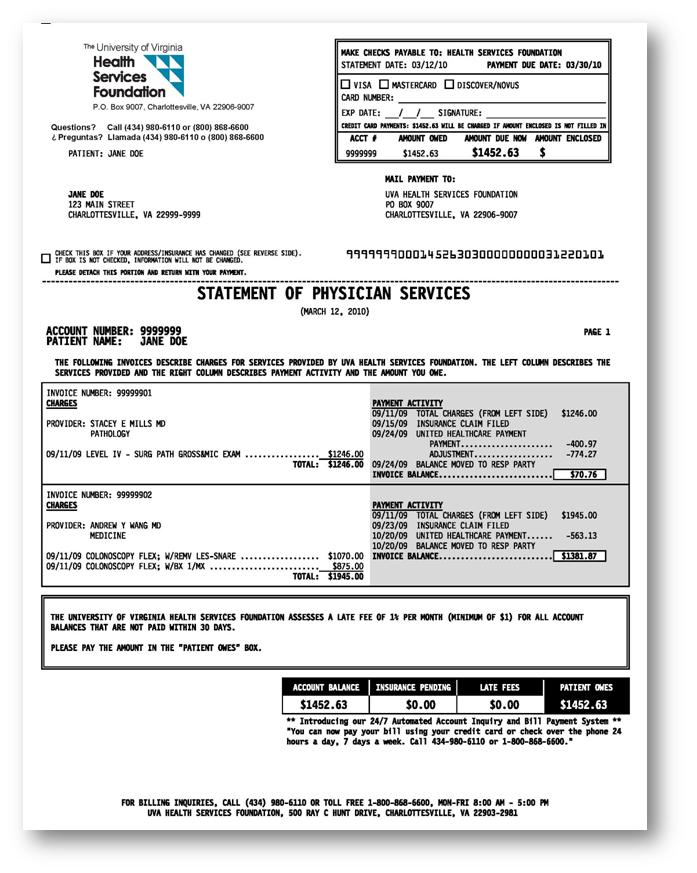 The University of Virginia
Health
Services
Foundation
P.O. Box 9007, Charlottesville, VA 22906-9007
Questions? Call (434) 980-6110 or (800) 868-6600
¿ Preguntas? Llamada (434) 980-6110 o (800) 868-6600
PATIENT: JANE DOE
MAKE CHECKS PAYABLE TO: HEALTH SERVICES FOUNDATION
STATEMENT DATE: 03/12/10 PAYMENT DUE DATE: 03/30/10
VISA MASTERCARD DISCOVER/NOVUS
CARD NUMBER:
EXP DATE: __/__/__ SIGNATURE:
CREDIT CARD PAYMENTS: $1452.63 WILL BE CHARGED IF AMOUNT ENCLOSED IS NOT FILLED IN
ACCT # AMOUNT OWED AMOUNT DUE NOW AMOUNT ENCLOSED
9999999 $1452.63 $1452.63 $
JANE DOE
123 MAIN STREET
CHARLOTTESVILLE, VA 22999-9999
MAIL PAYMENT TO:
UVA HEALTH SERVICES FOUNDATION
PO BOX 9007
CHARLOTTESVILLE, VA 22906-9007
CHECK THIS BOX IF YOUR ADDRESS/INSURANCE HAS CHANGED (SEE REVERSE SIDE).
IF BOX IS NOT CHECKED, INFORMATION WILL NOT BE CHANGED.
PLEASE DETACH THIS PORTION AND RETURN WITH YOUR PAYMENT.
STATEMENT OF PHYSICIAN SERVICES
(MARCH 12, 2010)
ACCOUNT NUMBER: 9999999
PATIENT NAME: JANE DOE
PAGE 1
THE FOLLOWING INVOICES DESCRIBE CHARGES FOR SERVICES PROVIDED BY UVA HEALTH SERVICES FOUNDATION. THE LEFT COLUMN DESCRIBES THE
SERVICES PROVIDED AND THE RIGHT COLUMN DESCRIBES PAYMENT ACTIVITY AND THE AMOUNT YOU OWE.
INVOICE NUMBER: 99999901
CHARGES
PROVIDER: STACEY E MILLS MD
PATHOLOGY
09/11/09 LEVEL IV - SURG PATH GROSS&MIC EXAM ................ $1246.00
TOTAL: $1246.00
PAYMENT ACTIVITY
09/11/09 TOTAL CHARGES (FROM LEFT SIDE) $1246.00
09/15/09 INSURANCE CLAIM FILED
09/24/09 UNITED HEALTHCARE PAYMENT
PAYMENT.................... -400.97
ADJUSTMENT................. -774.27
09/24/09 BALANCE MOVED TO RESP PARTY
INVOICE BALANCE......................... $70.76
INVOICE NUMBER: 99999902
CHARGES
PROVIDER: ANDREW Y WANG MD
MEDICINE
09/11/09 COLONOSCOPY FLEX; W/REMV LES-SNARE ................. $1070.00
09/11/09 COLONOSCOPY FLEX; W/BX 1/MX ....................... $875.00
TOTAL: $1945.00
PAYMENT ACTIVITY
09/11/09 TOTAL CHARGES (FROM LEFT SIDE) $1945.00
09/23/09 INSURANCE CLAIM FILED
10/20/09 UNITED HEALTHCARE PAYMENT...... -563.13
10/20/09 BALANCE MOVED TO RESP PARTY
INVOICE BALANCE......................... $1381.87
THE UNIVERSITY OF VIRGINIA HEALTH SERVICES FOUNDATION ASSESSES A LATE FEE OF 1% PER MONTH (MINIMUM OF $1) FOR ALL ACCOUNT
BALANCES THAT ARE NOT PAID WITHIN 30 DAYS.
PLEASE PAY THE AMOUNT IN THE "PATIENT OWES" BOX.
ACCOUNT BALANCE INSURANCE PENDING LATE FEES PATIENT OWES
$1452.63 $0.00 $0.00 $1452.63
** Introducing our 24/7 Automated Account Inquiry and Bill Payment System **
"You can now pay your bill using your credit card or check over the phone 24
hours a day, 7 days a week. Call 434-980-6110 or 1-800-868-6600."
FOR BILLING INQUIRIES, CALL (434) 980-6110 OR TOLL FREE 1-800-868-6600, MON-FRI 8:00 AM - 5:00 PM
UVA HEALTH SERVICES FOUNDATION, 500 RAY C HUNT DRIVE, CHARLOTTESVILLE, VA 22903-2981